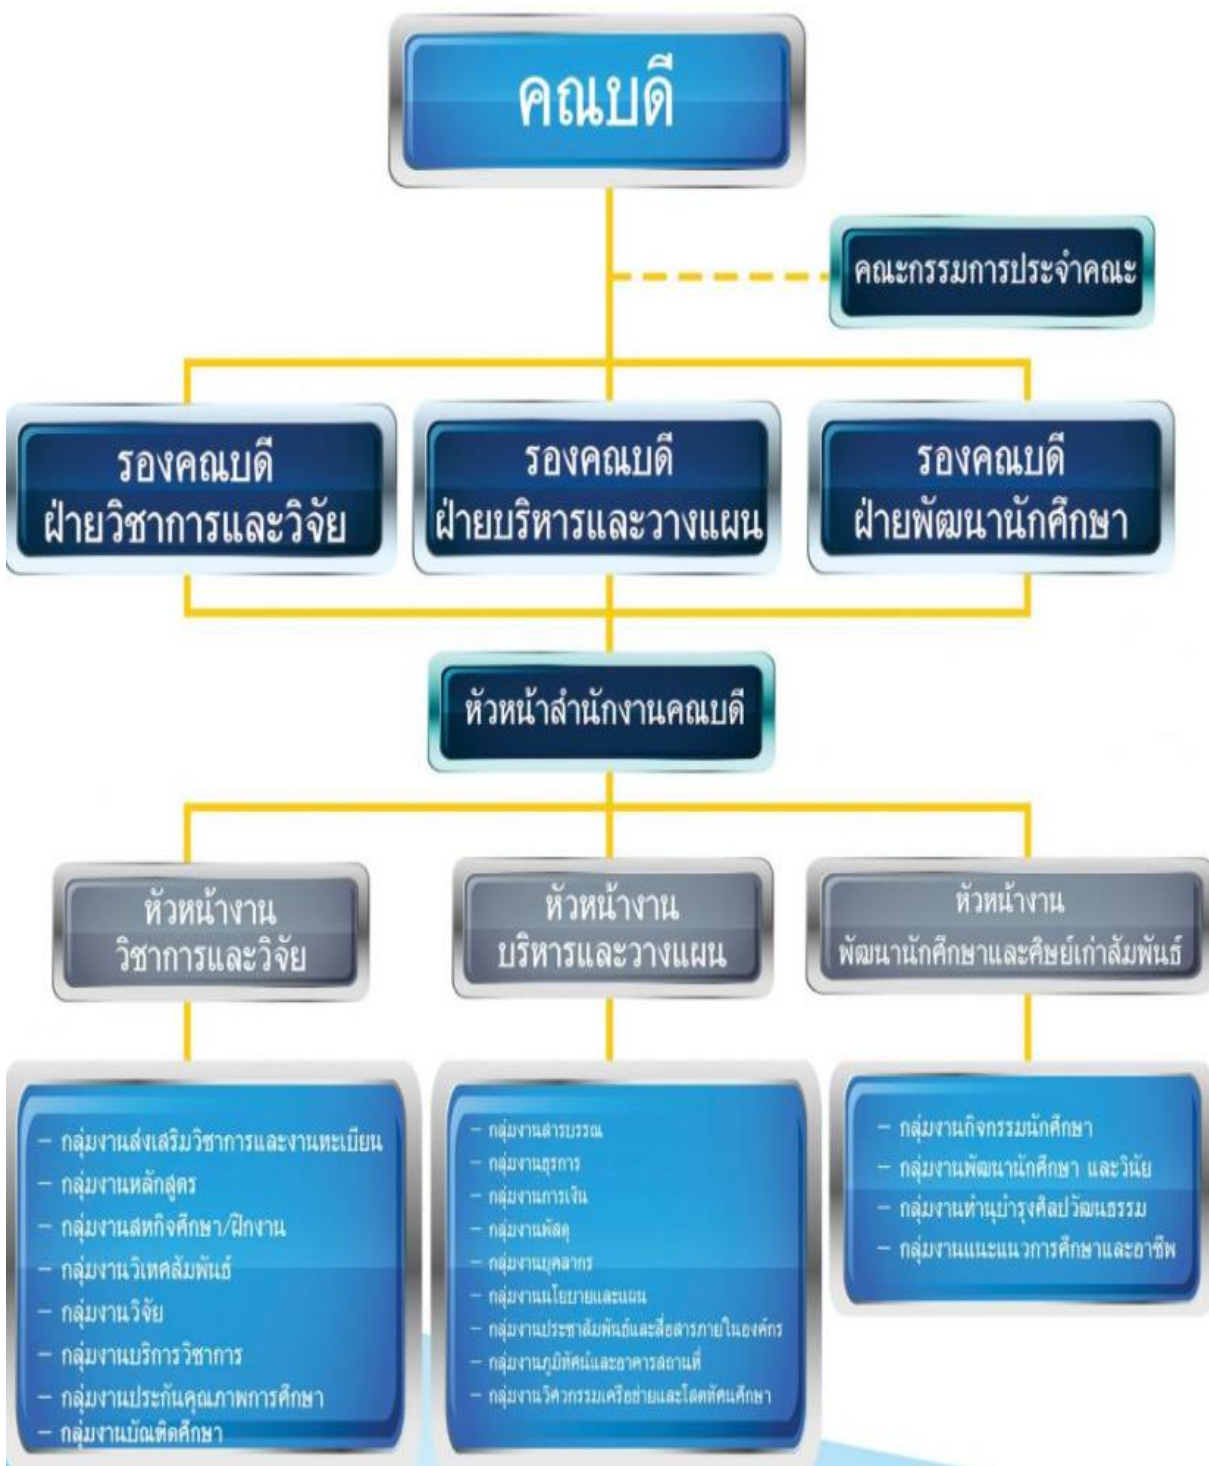 คณบดี
คณะกรรมการประจำคณะ
รองคณบดี
ฝ่ายวิชาการและวิจัย
รองคณบดี
ฝ่ายบริหารและวางแผน
รองคณบดี
ฝ่ายพัฒนานักศึกษา
หัวหน้าสำนักงานคณบดี
หัวหน้างาน
วิชาการและวิจัย
หัวหน้างาน
บริหารและวางแผน
หัวหน้างาน
พัฒนานักศึกษาและศิษย์เก่าสัมพันธ์
– กลุ่มงานส่งเสริมวิชาการและงานทะเบียน
– กลุ่มงานหลักสูตร
– กลุ่มงานสหกิจศึกษา/ฝึกงาน
– กลุ่มงานวิเทศสัมพันธ์
– กลุ่มงานวิจัย
– กลุ่มงานบริการวิชาการ
– กลุ่มงานประกันคุณภาพการศึกษา
– กลุ่มงานบัณฑิตศึกษา
– กลุ่มงานสารบรรณ
– กลุ่มงานธุรการ
– กลุ่มงานการเงิน
– กลุ่มงานพัสดุ
– กลุ่มงานบุคลากร
– กลุ่มงานนโยบายและแผน
– กลุ่มงานประชาสัมพันธ์และสื่อสารภายในองค์กร
– กลุ่มงานภูมิทัศน์และอาคารสถานที่
– กลุ่มงานวิศวกรรมเครือข่ายและโสตทัศนศึกษา
– กลุ่มงานกิจกรรมนักศึกษา
– กลุ่มงานพัฒนานักศึกษา และวินัย
– กลุ่มงานทำนุบำรุงศิลปวัฒนธรรม
– กลุ่มงานแนะแนวการศึกษาและอาชีพ